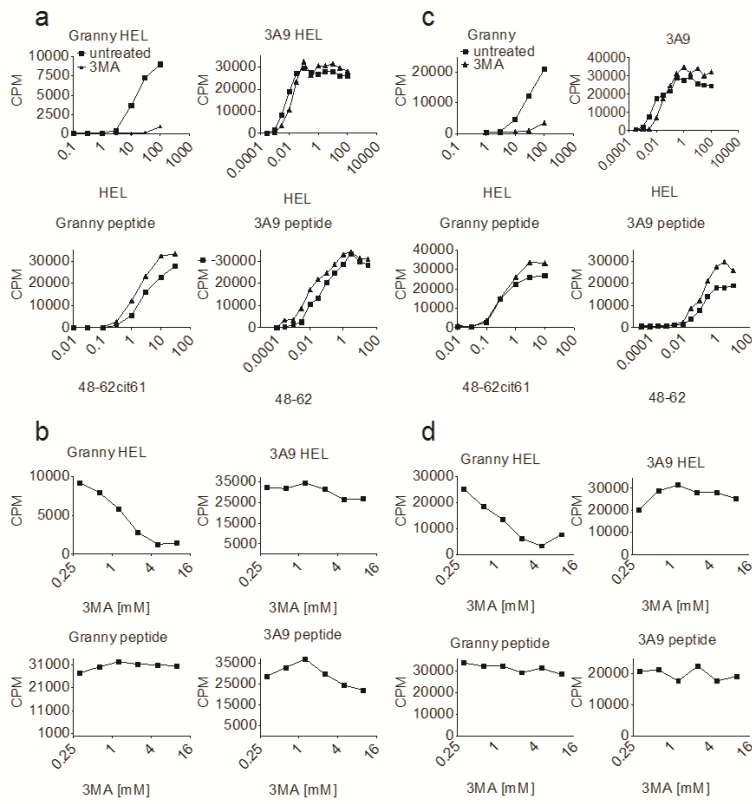 a
Granny HEL
untreated
3MA
CPM
10000
7500
5000
2500
0
0.1
10
1000
HEL
3A9 HEL
CPM
30000
20000
10000
0
0.0001
0.01
1
100
10000
HEL
Granny peptide
CPM
30000
20000
10000
0
0.01
0.1
1
10
100
48-62cit61
3A9 peptide
CPM
-30000
20000
10000
0
0.0001
0.01
1
100
48-62
b
Granny HEL
CPM
10000
5000
0
0.25
1
4
16
3MA [mM]
3A9 HEL
CPM
35000
25000
15000
5000
0.25
1
4
16
3MA [mM]
Granny peptide
CPM
31000
21000
11000
1000
0.25
1
4
16
3MA [mM]
3A9 peptide
CPM
35000
25000
15000
5000
0.25
1
4
16
3MA [mM]
c
Granny
untreated
3MA
CPM
20000
15000
10000
5000
0
0.1
10
1000
HEL
3A9
CPM
40000
30000
20000
10000
0
0.0001
0.01
1
100
10000
HEL
Granny peptide
CPM
40000
30000
20000
10000
0
0.01
0.1
1
10
100
48-62cit61
3A9 peptide
CPM
30000
20000
10000
0
0.0001
0.01
1
100
48-62
d
Granny HEL
CPM
30000
20000
10000
0
0.25
1
4
16
3MA [mM]
3A9 HEL
CPM
30000
20000
10000
0
0.25
1
4
16
3MA [mM]
Granny peptide
CPM
30000
20000
10000
0
0.25
1
4
16
3MA [mM]
3A9 peptide
CPM
20000
10000
0
0.25
1
4
16
3MA [mM]